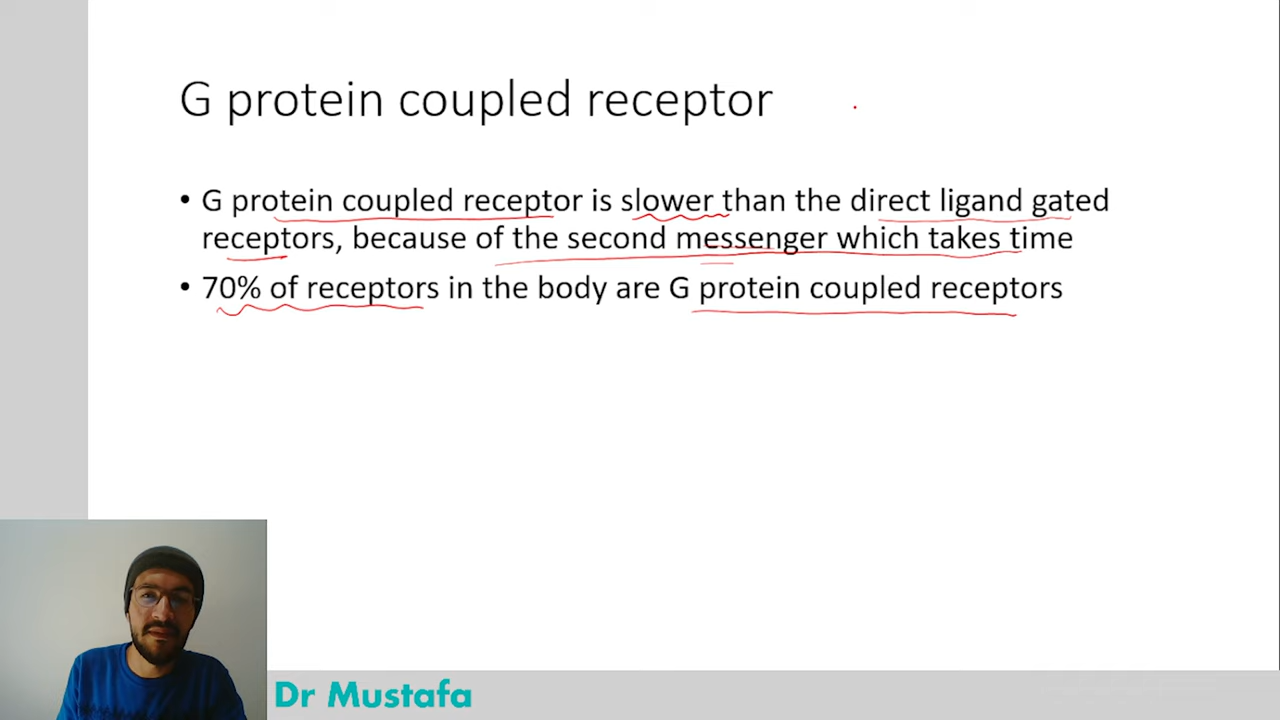 G protein coupled receptor
• G protein coupled receptor is slower than the direct ligand gated
receptors, because of the second messenger which takes time
• 70% of receptors in the body are G protein coupled receptors
Dr Mustafa